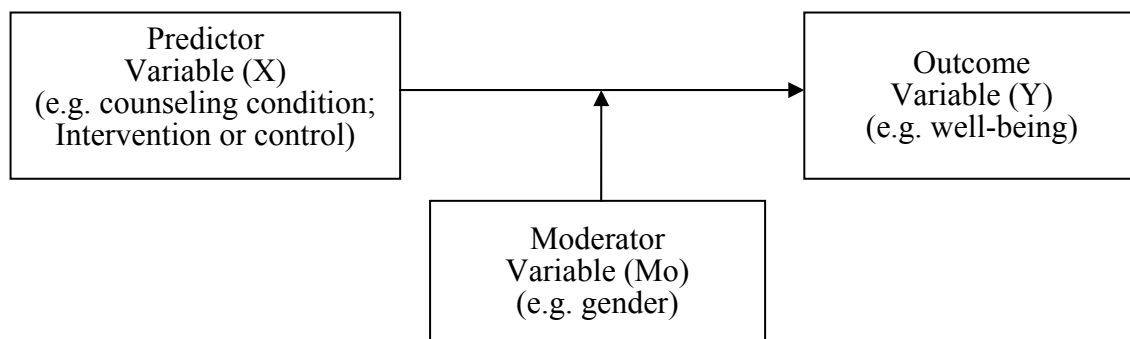 Predictor
Variable (X)
(e.g. counseling condition;
Intervention or control)
Outcome
Variable (Y)
(e.g. well-being)
Moderator
Variable (Mo)
(e.g. gender)